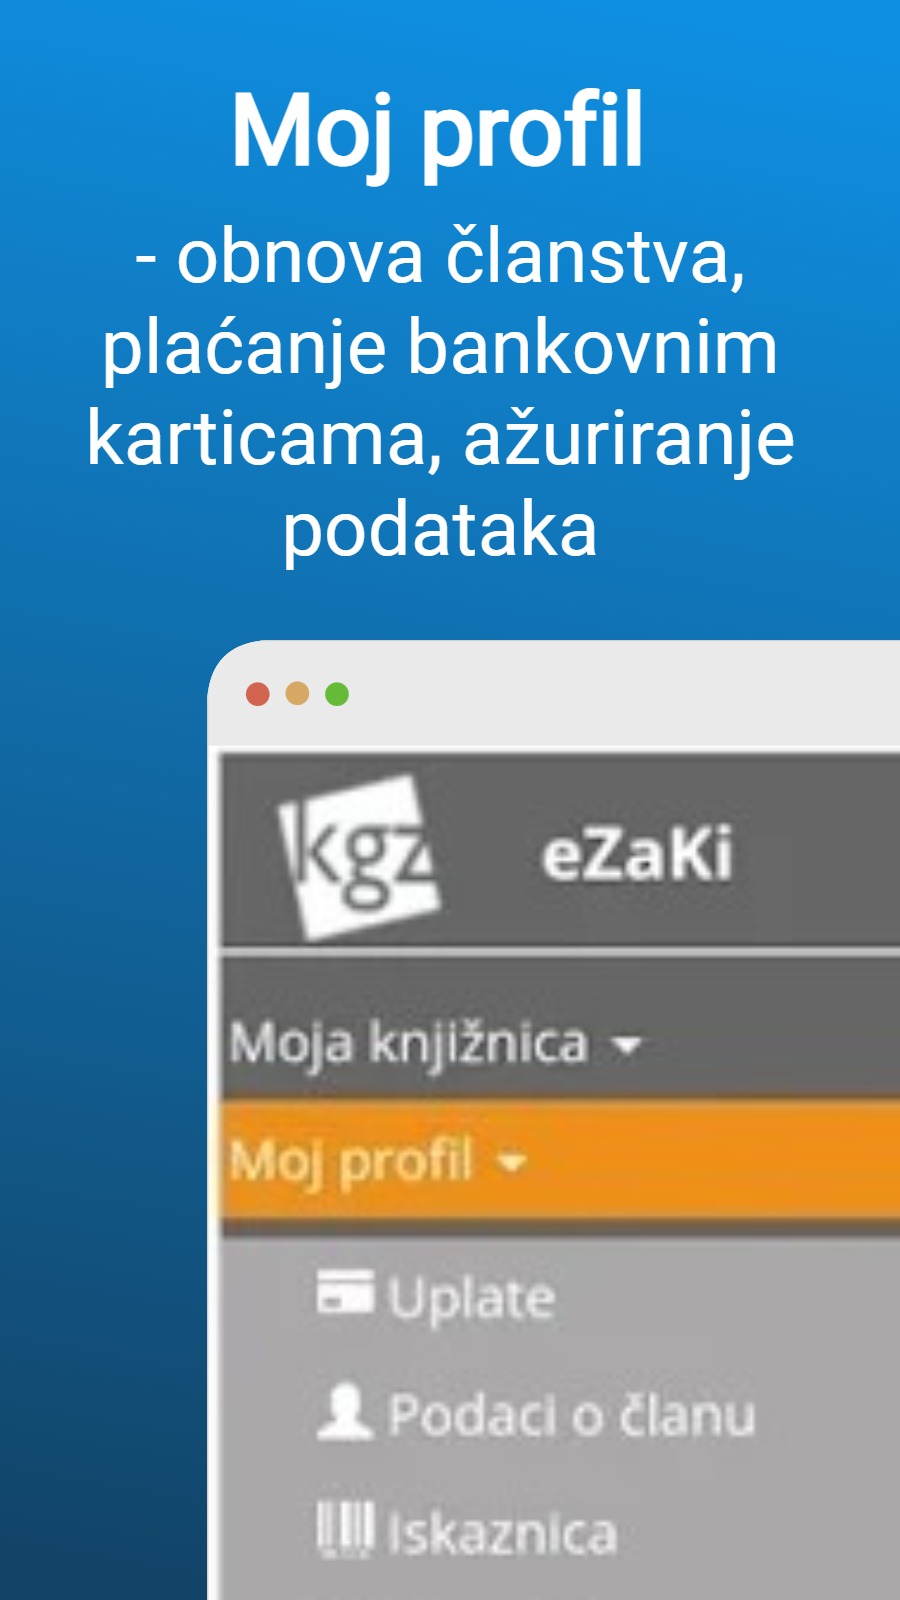 Moj profil
- obnova članstva,
plaćanje bankovnim
karticama, ažuriranje
podataka
kgz
eZaKi
Moja knjižnica
Moj profil
Uplate
Podaci o članu
Iskaznica